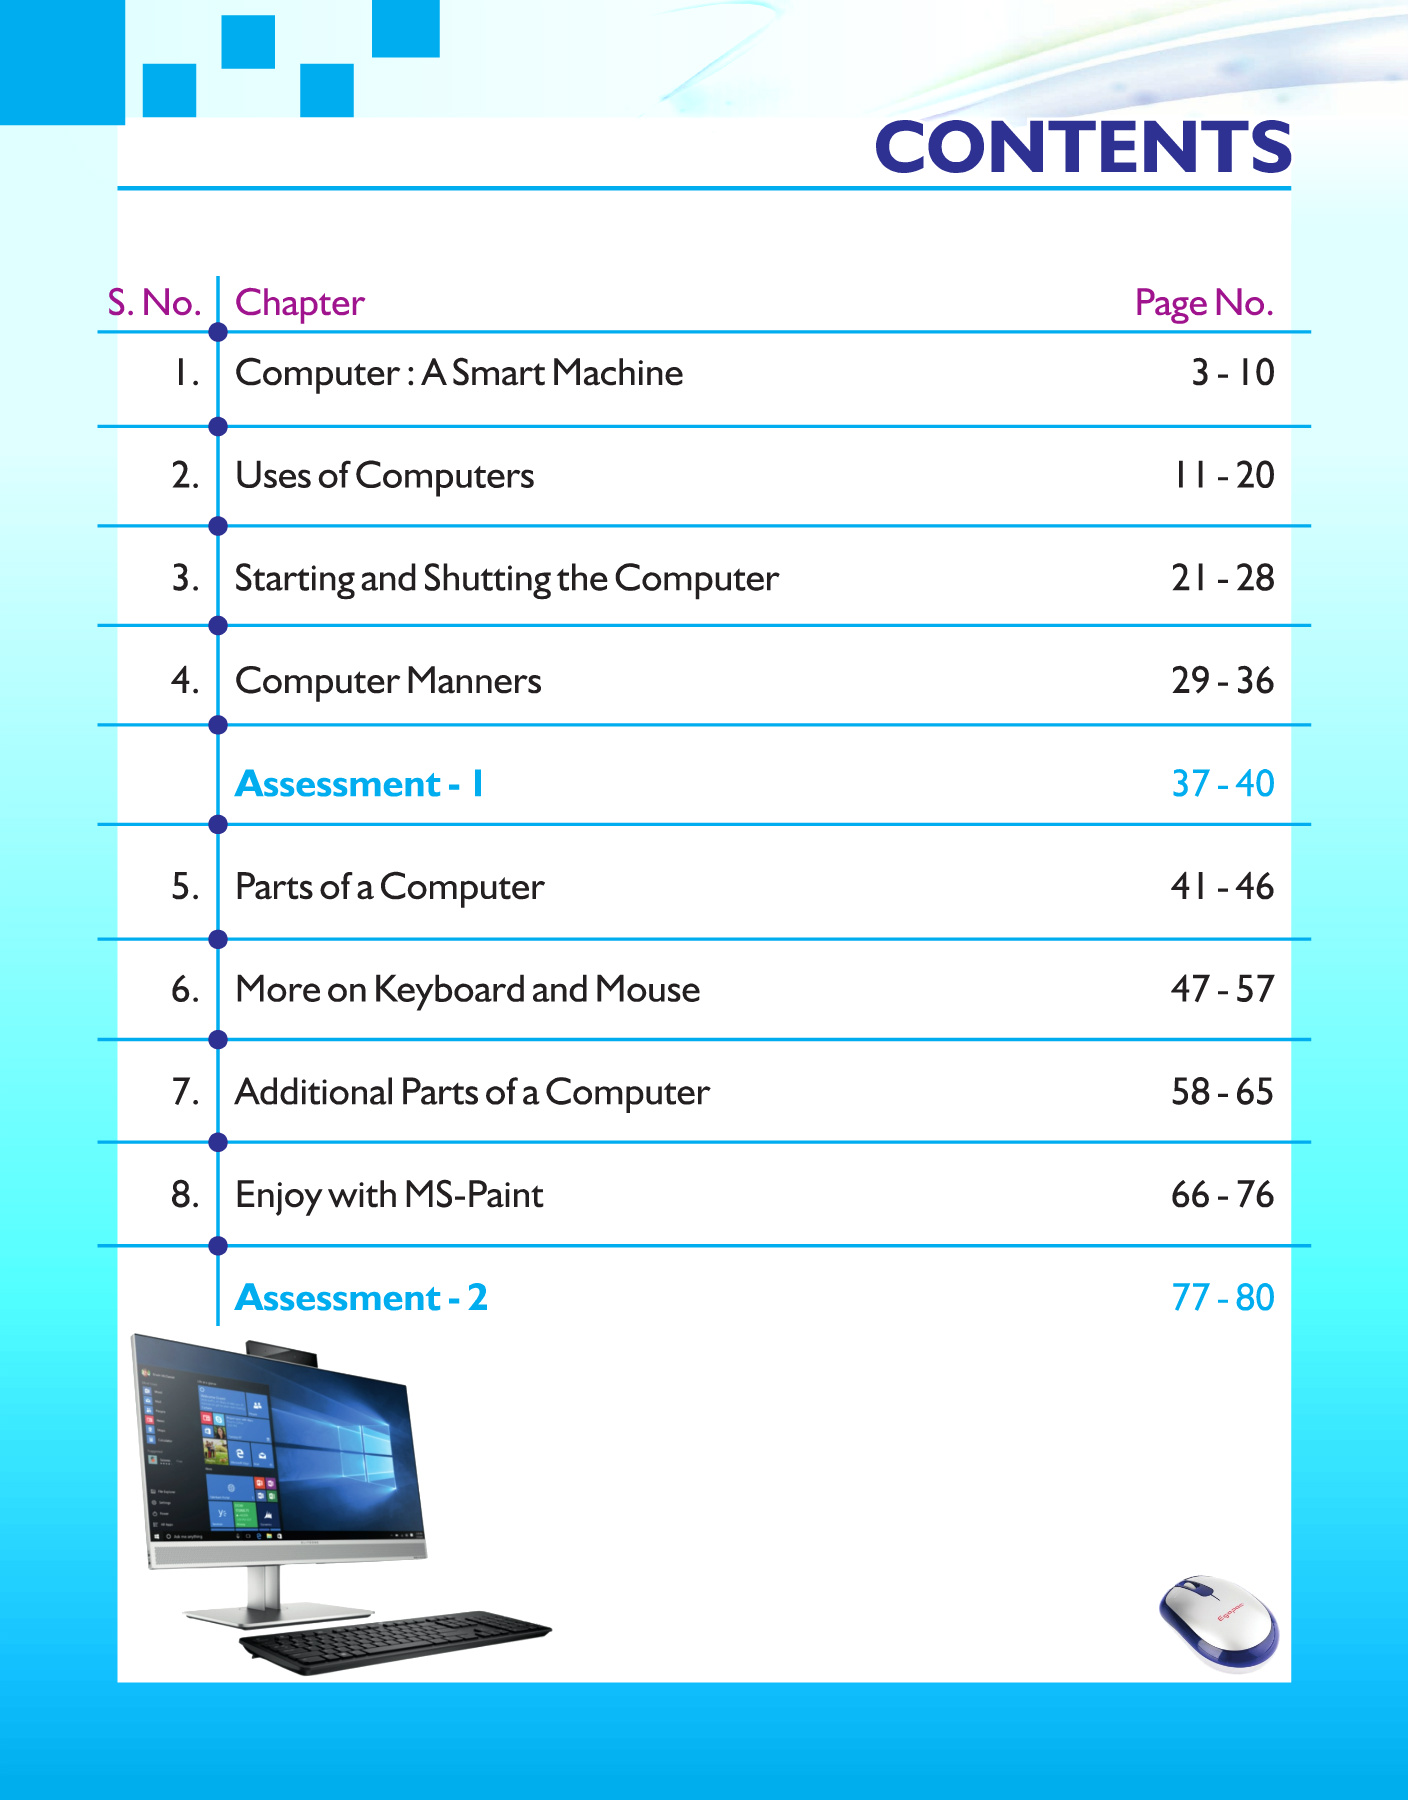 CONTENTS
S. No. Chapter Page No.
1. Computer : A Smart Machine 3 - 10
2. Uses of Computers 11 - 20
3. Starting and Shutting the Computer 21 - 28
4. Computer Manners 29 - 36
Assessment - 1 37 - 40
5. Parts of a Computer 41 - 46
6. More on Keyboard and Mouse 47 - 57
7. Additional Parts of a Computer 58 - 65
8. Enjoy with MS-Paint 66 - 76
Assessment - 2 77 - 80